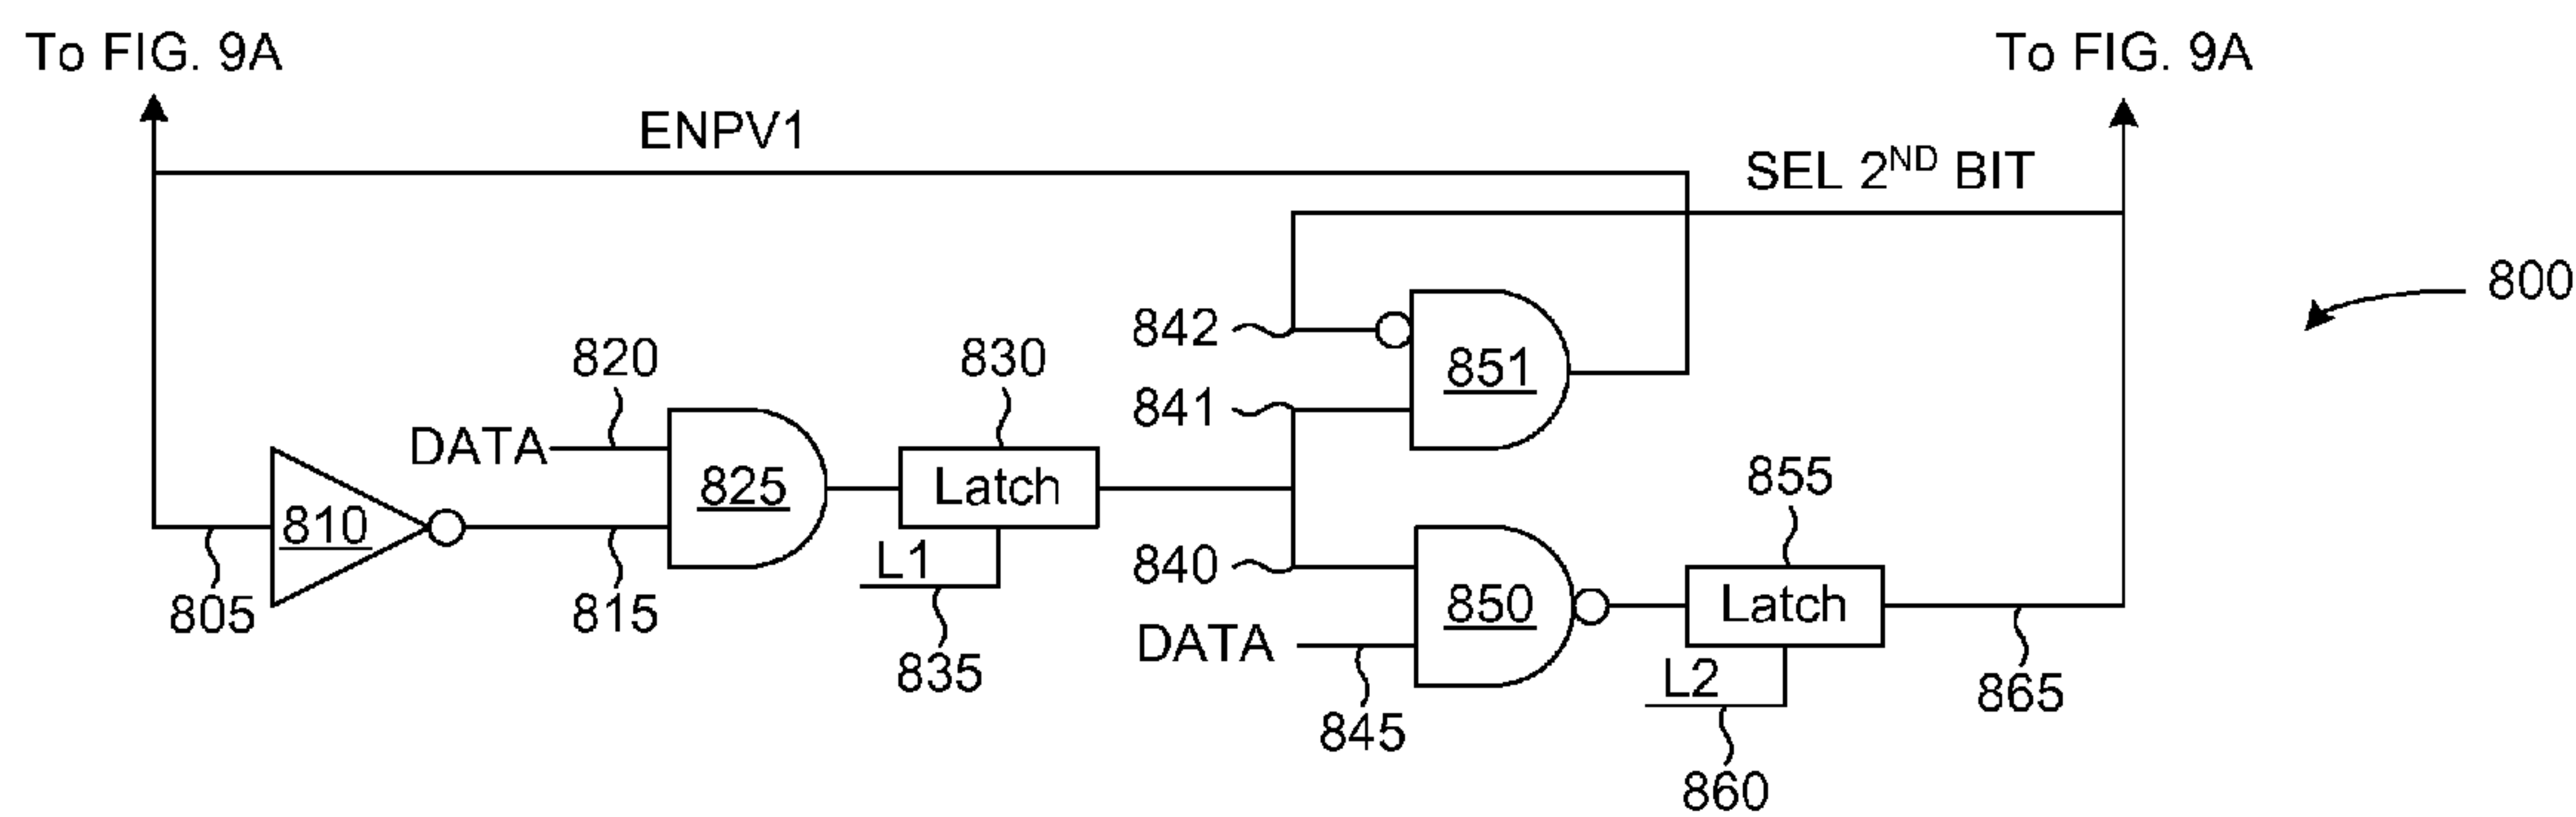 To FIG. 9A
To FIG. 9A
ENPV1
SEL 2ND BIT
800
842
851
820
830
841
DATA
825
Latch
855
810
L1
840
850
Latch
805
815
835
DATA
L2
865
845
860